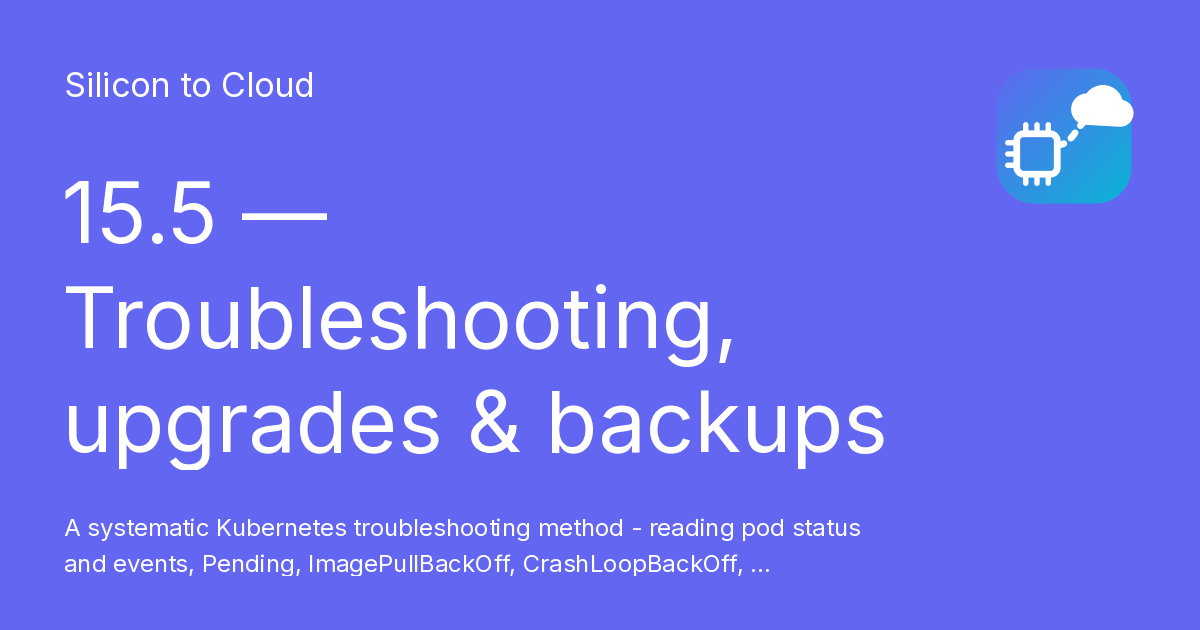 Silicon to Cloud
15.5 —
Troubleshooting,
upgrades & backups
A systematic Kubernetes troubleshooting method - reading pod status
and events, Pending, ImagePullBackOff, CrashLoopBackOff, ...